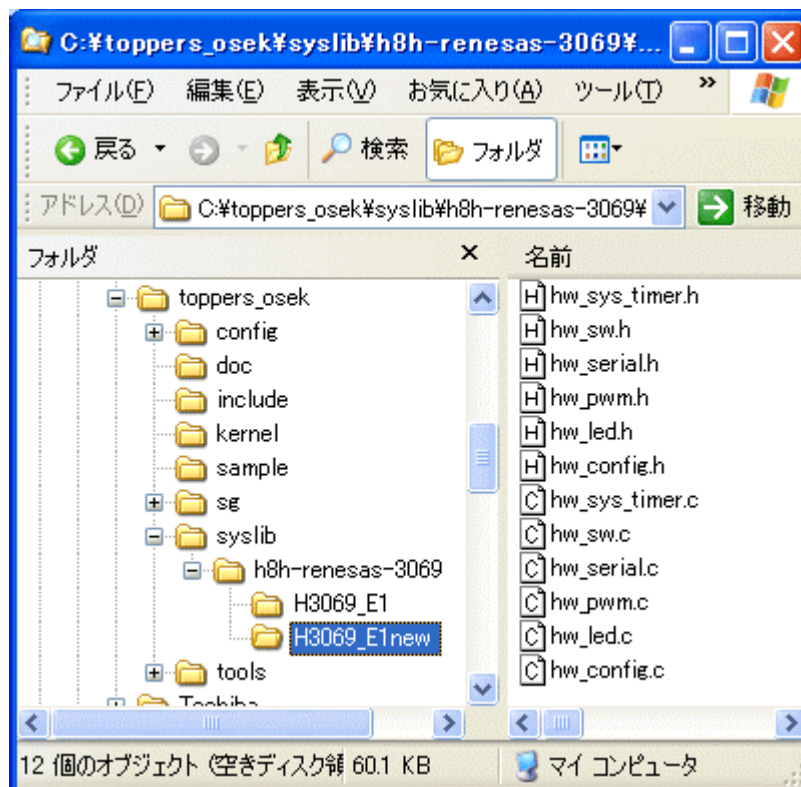 C:¥toppers_osek¥syslib¥h8h-renesas-3069¥...
ファイル(F) 編集(E) 表示(V) お気に入り(A) ツール(T) »
戻る 検索 フォルダ
アドレス(D) C:¥toppers_osek¥syslib¥h8h-renesas-3069¥ 移動
フォルダ × 名前
toppers_osek
config
doc
include
kernel
sample
sg
syslib
h8h-renesas-3069
H3069_E1
H3069_E1new
tools
Toshiba
H hw_sys_timer.h
H hw_sw.h
H hw_serial.h
H hw_pwm.h
H hw_led.h
H hw_config.h
C hw_sys_timer.c
C hw_sw.c
C hw_serial.c
C hw_pwm.c
C hw_led.c
C hw_config.c
12 個のオブジェクト (空きディスク領 60.1 KB マイ コンピュータ